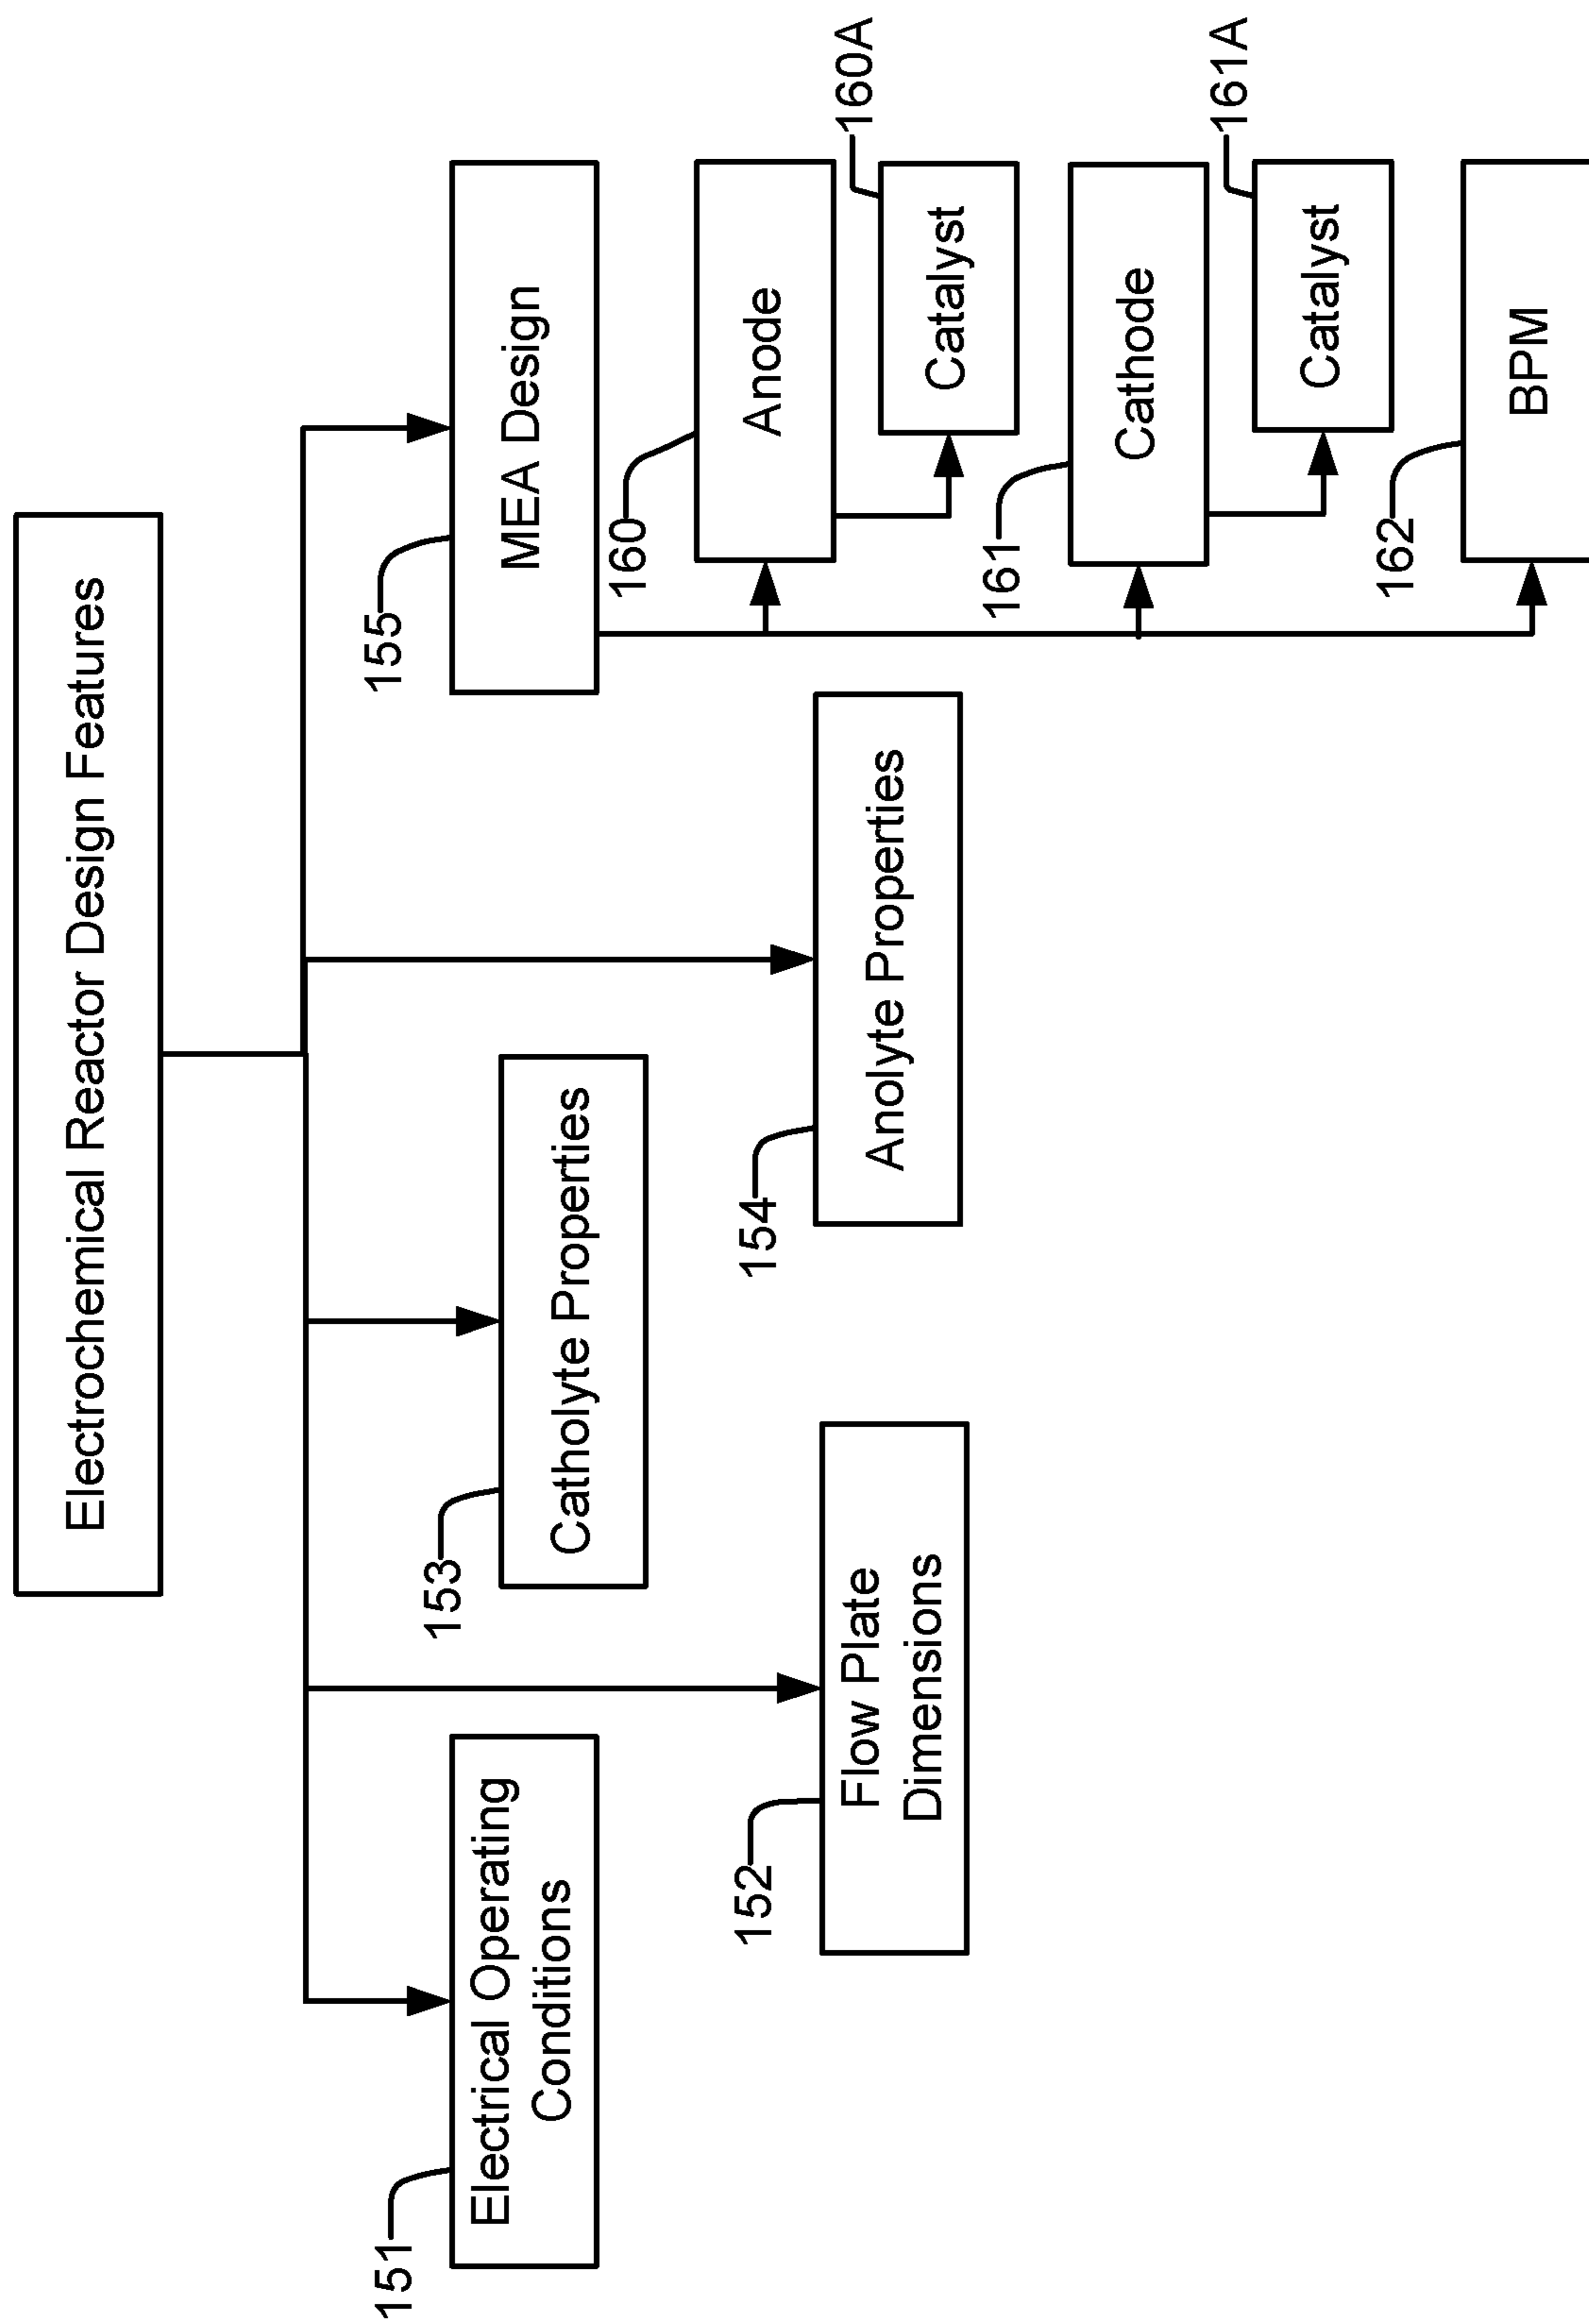 Electrochemical Reactor Design Features
151
Electrical Operating
Conditions
152
Flow Plate
Dimensions
153
Catholyte Properties
154
Anolyte Properties
155
MEA Design
160
Anode
160A
Catalyst
161
Cathode
161A
Catalyst
162
BPM